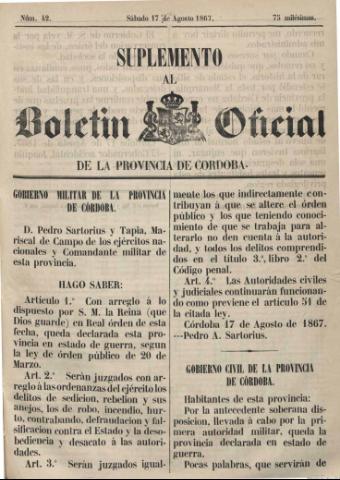 Núm. 42. Sábado 17 de Agosto 1867. 75 milésimas.
SUPLEMENTO
AL
Boletin Oficial
DE LA PROVINCIA DE CORDOBA.
GOBIERNO MILITAR DE LA PROVINCIA
DE CÓRDOBA.
D. Pedro Sartorius y Tapia, Ma-
riscal de Campo de los ejércitos na-
cionales y Comandante militar de
esta provincia.
HAGO SABER:
Artículo 1.º Con arreglo à lo
dispuesto por S. M. la Reina (que
Dios guarde) en Real órden de esta
fecha, queda declarada esta pro-
vincia en estado de guerra, segun
la ley de órden público de 20 de
Marzo.
Art. 2.º Serán juzgados con ar-
reglo à las ordenanzas del ejército los
delitos de sedicion, rebelion y sus
anejos, los de robo, incendio, hur-
to, contrabando, defraudacion y fal-
sificacion contra el Estado y la deso-
bediencia y desacato à las autori-
dades.
Art. 3.º Serán juzgados igual-
mente los que indirectamente con-
tribuyan à que se altere el órden
público y los que teniendo conoci-
miento de que se trabaja para al-
terarlo no den cuenta à la autori-
dad, y todos los delitos comprendi-
dos en el título 3.º, libro 2.º del
Código penal.
Art. 4.º Las Autoridades civiles
y judiciales continuarán funcionan-
do como previene el artículo 51 de
la citada ley.
Córdoba 17 de Agosto de 1867.
—Pedro A. Sartorius.
GOBIERNO CIVIL DE LA PROVINCIA
DE CÓRDOBA.
Habitantes de esta provincia:
Por la antecedente soberana dis-
posicion, llevada à cabo por la pri-
mera autoridad militar, queda la
provincia declarada en estado de
guerra.
Pocas palabras, que servirán de